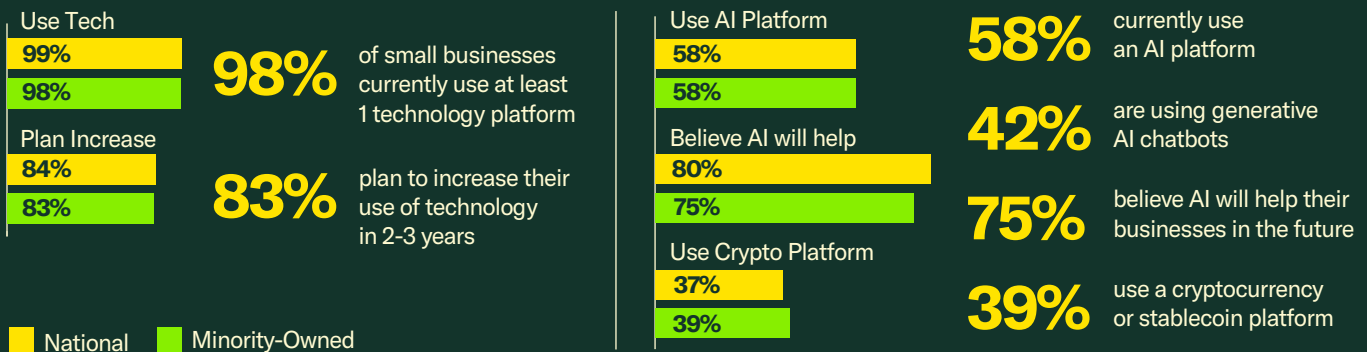 Use Tech
99%
98%
Plan Increase
84%
83%
98%
of small businesses
currently use at least
1 technology platform
83%
plan to increase their
use of technology
in 2-3 years
National
Minority-Owned
Use AI Platform
58%
58%
Believe AI will help
80%
75%
Use Crypto Platform
37%
39%
58%
currently use
an AI platform
42%
are using generative
AI chatbots
75%
believe AI will help their
businesses in the future
39%
use a cryptocurrency
or stablecoin platform